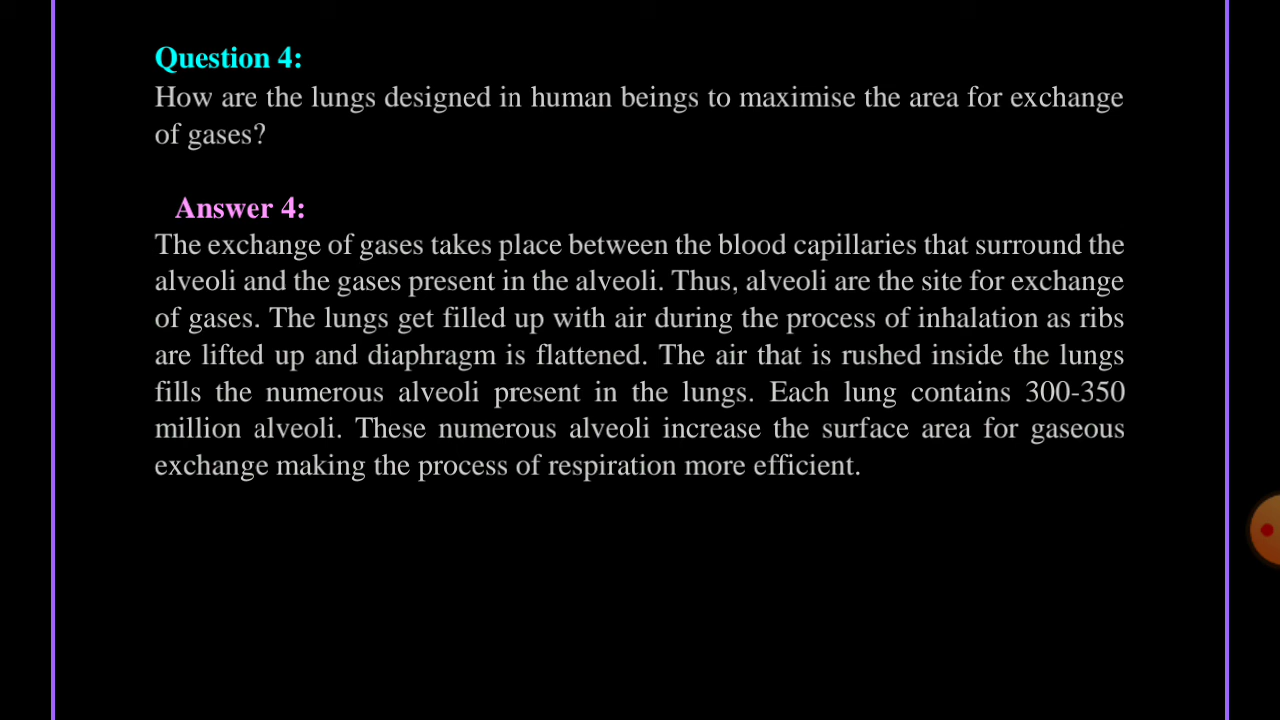 Question 4:
How are the lungs designed in human beings to maximise the area for exchange
of gases?
Answer 4:
The exchange of gases takes place between the blood capillaries that surround the
alveoli and the gases present in the alveoli. Thus, alveoli are the site for exchange
of gases. The lungs get filled up with air during the process of inhalation as ribs
are lifted up and diaphragm is flattened. The air that is rushed inside the lungs
fills the numerous alveoli present in the lungs. Each lung contains 300-350
million alveoli. These numerous alveoli increase the surface area for gaseous
exchange making the process of respiration more efficient.